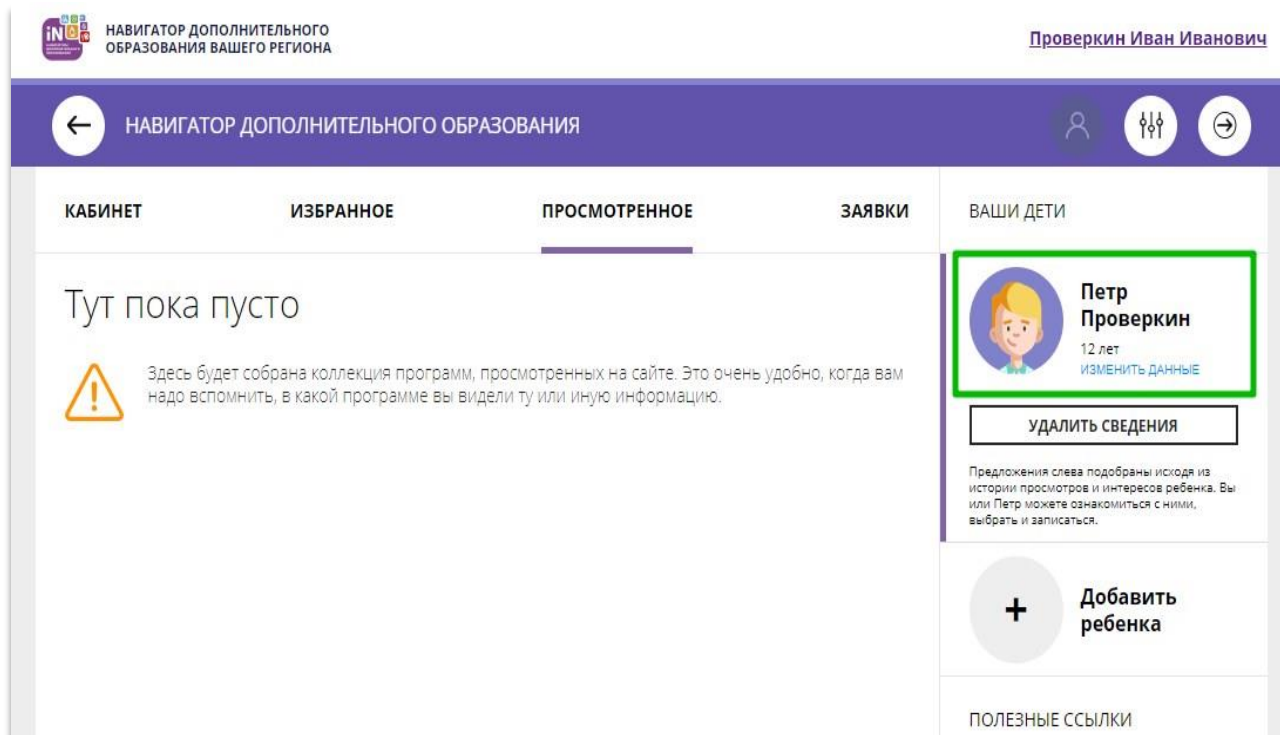 iN
НАВИГАТОР ДОПОЛНИТЕЛЬНОГО
ОБРАЗОВАНИЯ ВАШЕГО РЕГИОНА
Проверкин Иван Иванович
НАВИГАТОР ДОПОЛНИТЕЛЬНОГО ОБРАЗОВАНИЯ
КАБИНЕТ
ИЗБРАННОЕ
ПРОСМОТРЕННОЕ
ЗАЯВКИ
Тут пока пусто
Здесь будет собрана коллекция программ, просмотренных на сайте. Это очень удобно, когда вам
надо вспомнить, в какой программе вы видели ту или иную информацию.
ВАШИ ДЕТИ
Петр
Проверкин
12 лет
ИЗМЕНИТЬ ДАННЫЕ
УДАЛИТЬ СВЕДЕНИЯ
Предложения слева подобраны исходя из
истории просмотров и интересов ребенка. Вы
или Петр можете ознакомиться с ними,
выбрать и записаться.
+
Добавить
ребенка
ПОЛЕЗНЫЕ ССЫЛКИ